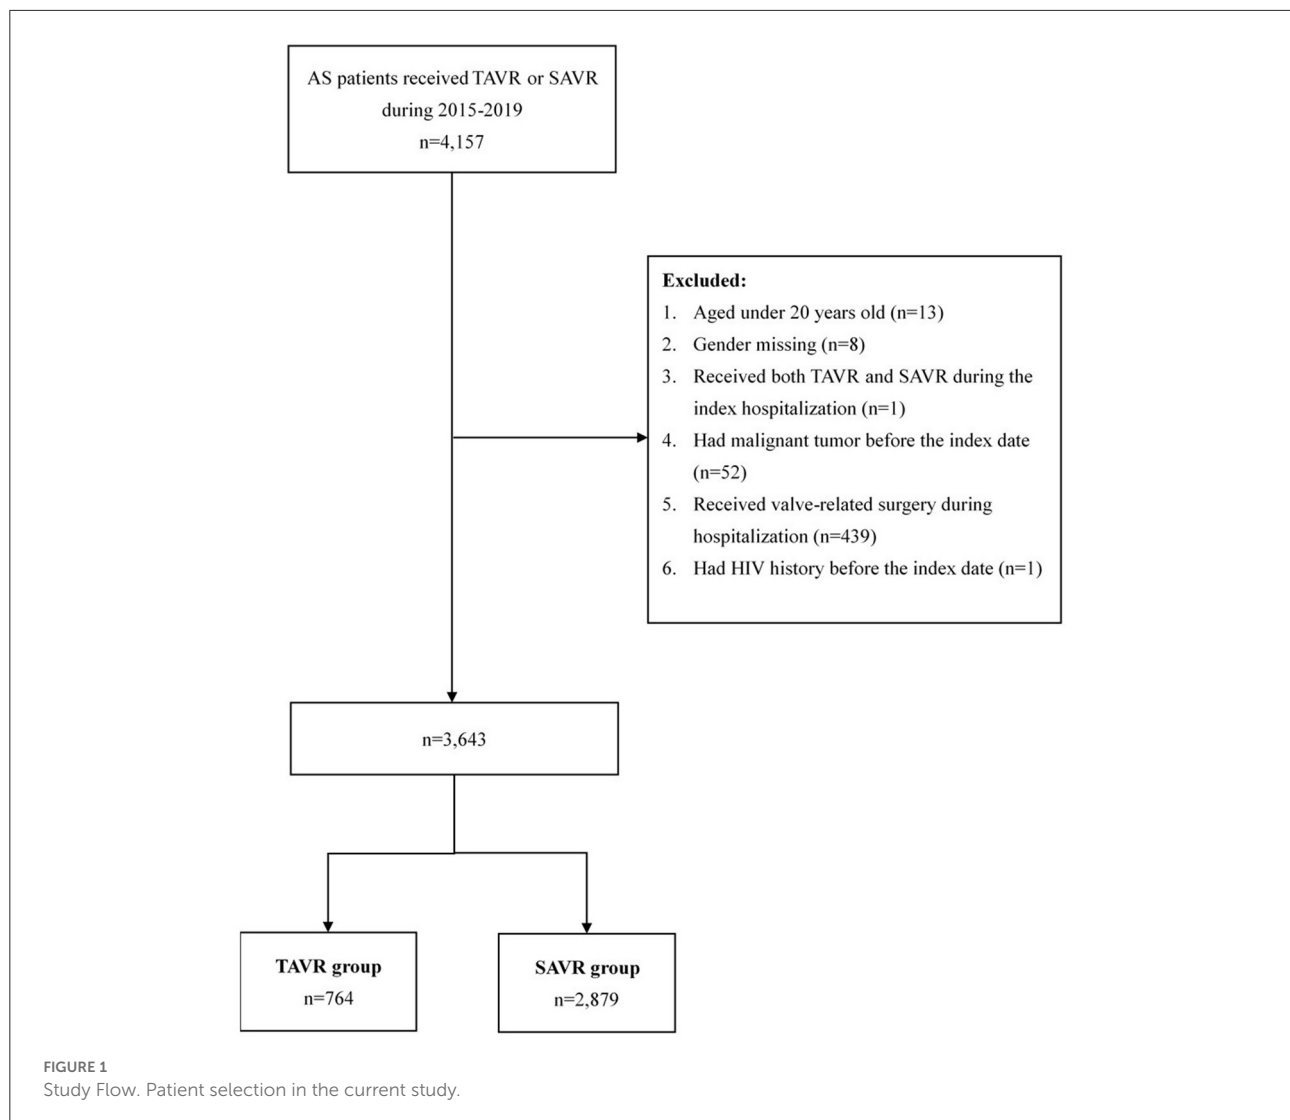 AS patients received TAVR or SAVR
during 2015-2019
n=4,157
Excluded:
1. Aged under 20 years old (n=13)
2. Gender missing (n=8)
3. Received both TAVR and SAVR during the
index hospitalization (n=1)
4. Had malignant tumor before the index date
(n=52)
5. Received valve-related surgery during
hospitalization (n=439)
6. Had HIV history before the index date (n=1)
n=3,643
TAVR group
n=764
SAVR group
n=2,879
FIGURE 1
Study Flow. Patient selection in the current study.